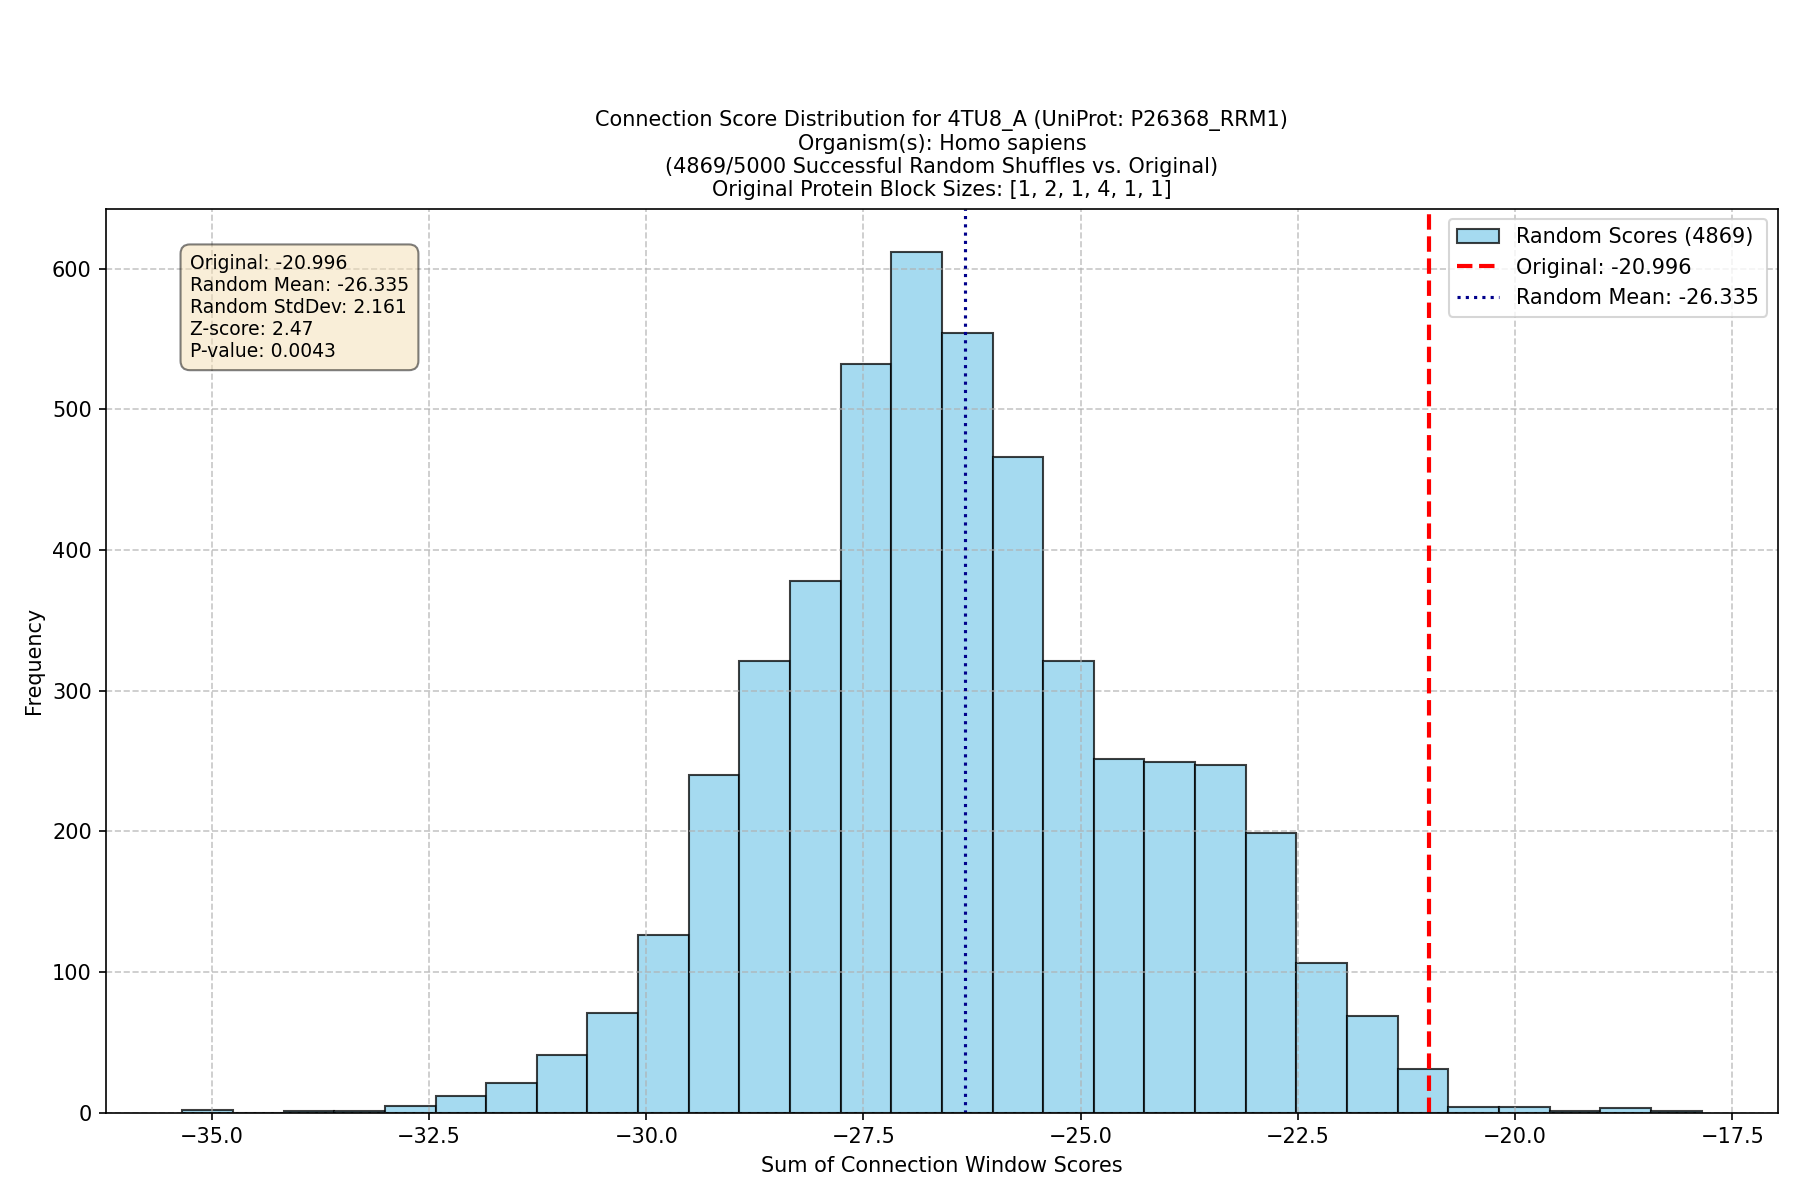 Connection Score Distribution for 4TU8_A (UniProt: P26368_RRM1)
Organism(s): Homo sapiens
(4869/5000 Successful Random Shuffles vs. Original)
Original Protein Block Sizes: [1, 2, 1, 4, 1, 1]
Original: -20.996
Random Mean: -26.335
Random StdDev: 2.161
Z-score: 2.47
P-value: 0.0043
Random Scores (4869)
Original: -20.996
Random Mean: -26.335
Frequency
600
500
400
300
200
100
0
−35.0 −32.5 −30.0 −27.5 −25.0 −22.5 −20.0 −17.5
Sum of Connection Window Scores